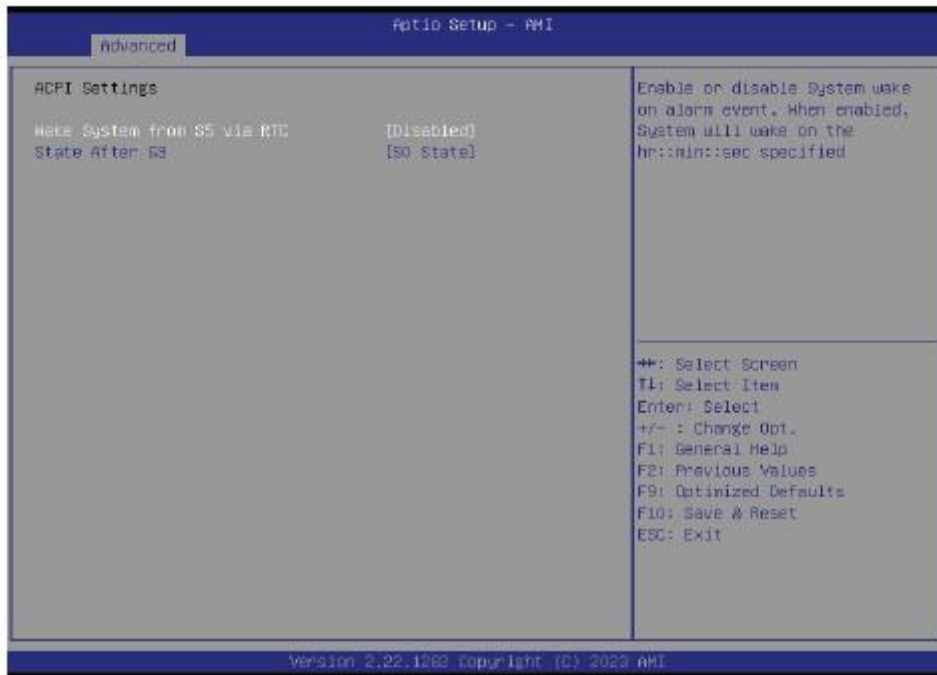 Aptio Setup - AMI
Advanced
ACPI Settings
Wake System from S5 via RTC [Disabled]
State After G3 [S0 State]
Enable or disable System wake
on alarm event. When enabled,
System will wake on the
hr::min::sec specified
→←: Select Screen
↑↓: Select Item
Enter: Select
+/- : Change Opt.
F1: General Help
F2: Previous Values
F9: Optimized Defaults
F10: Save & Reset
ESC: Exit
Version 2.22.1282 Copyright (C) 2023 AMI